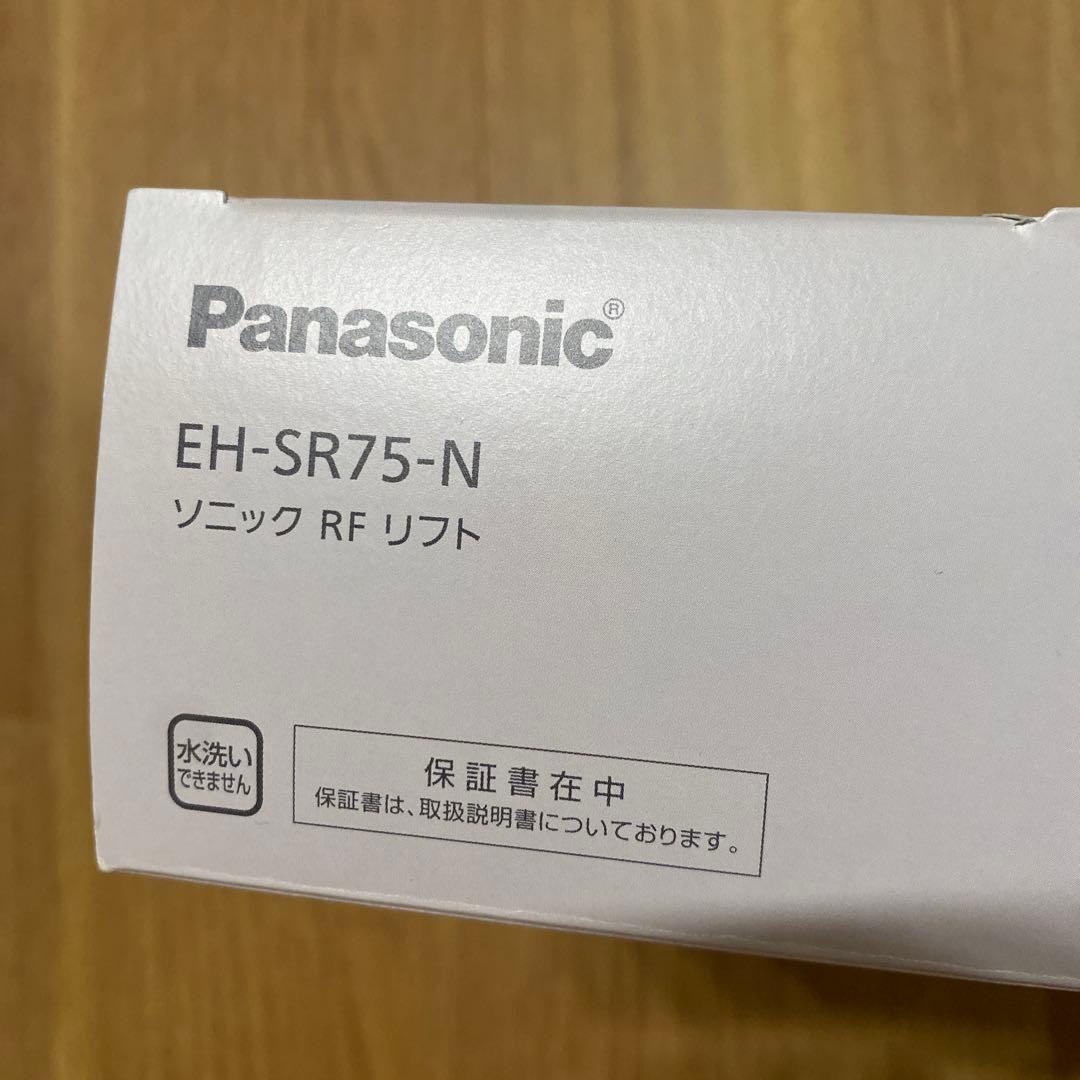 Panasonic®
EH-SR75-N
ソニック RF リフト
水洗い
できません
保証書在中
保証書は、取扱説明書についております。